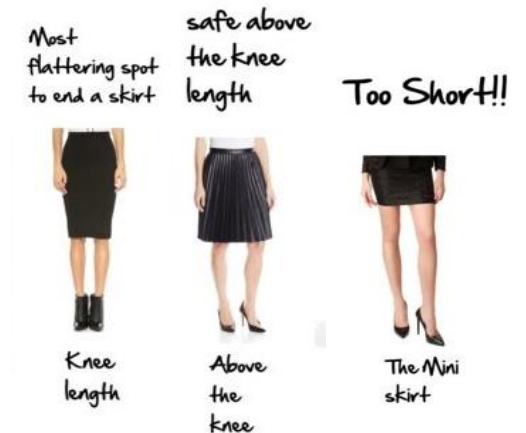 Most
flattering spot
to end a skirt
safe above
the knee
length
Too Short!!
Knee
length
Above
the
knee
The Mini
skirt